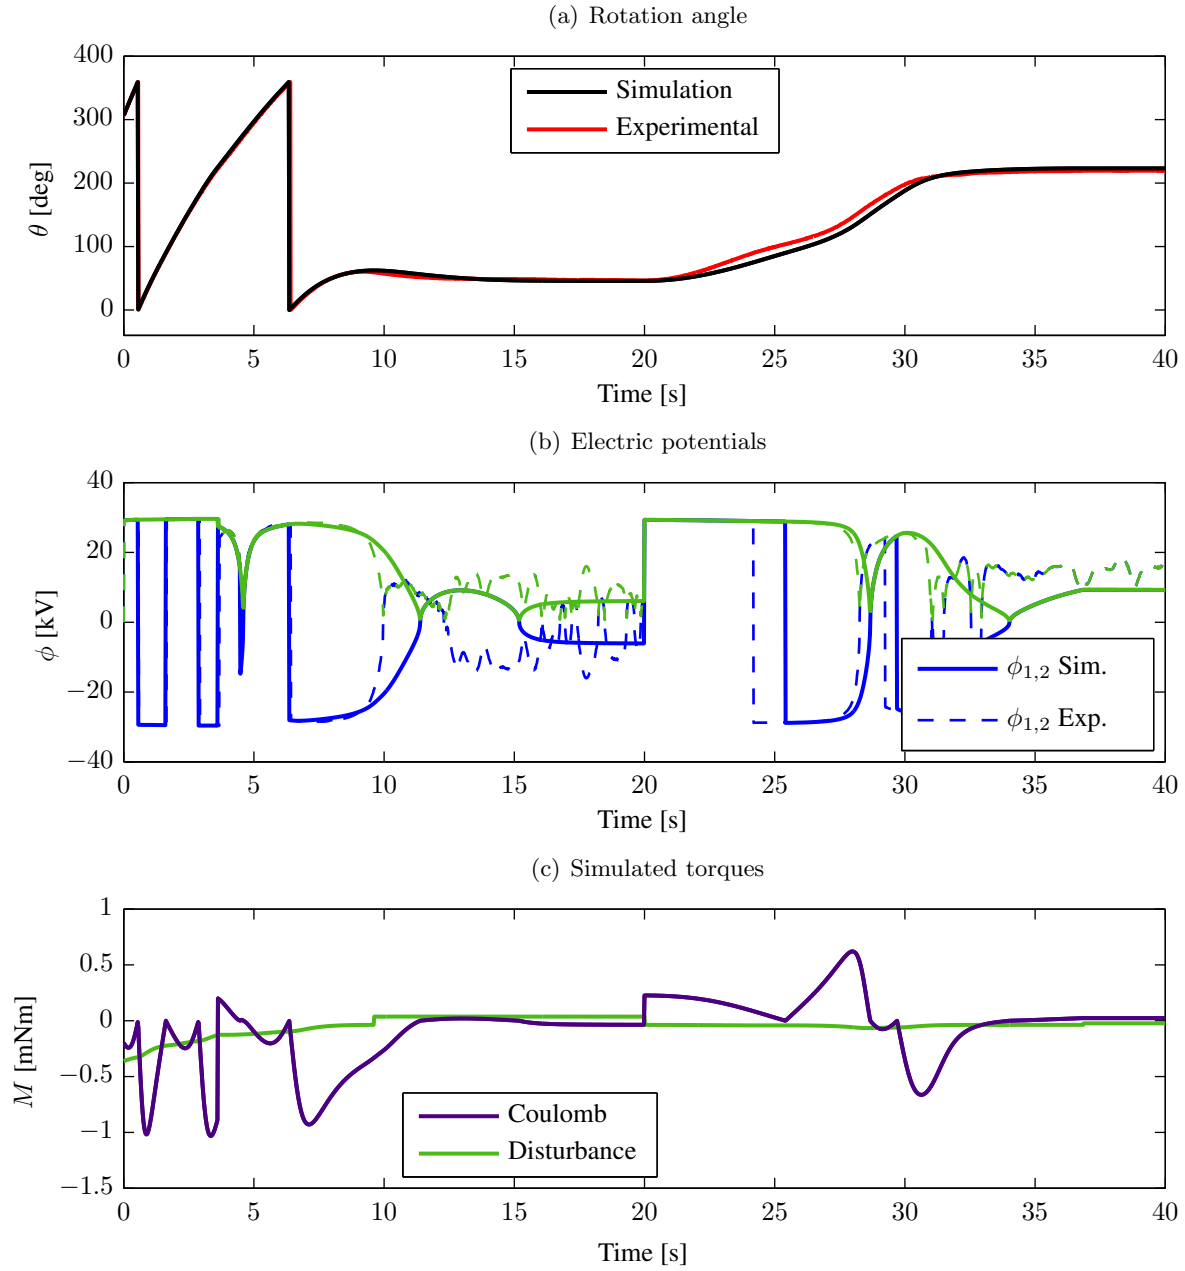 (a) Rotation angle
400
300
200
100
0
θ [deg]
Simulation
Experimental
0 5 10 15 20 25 30 35 40
Time [s]
(b) Electric potentials
40
20
0
−20
−40
ϕ [kV]
ϕ1,2 Sim.
ϕ1,2 Exp.
0 5 10 15 20 25 30 35 40
Time [s]
(c) Simulated torques
1
0.5
0
−0.5
−1
−1.5
M [mNm]
Coulomb
Disturbance
0 5 10 15 20 25 30 35 40
Time [s]